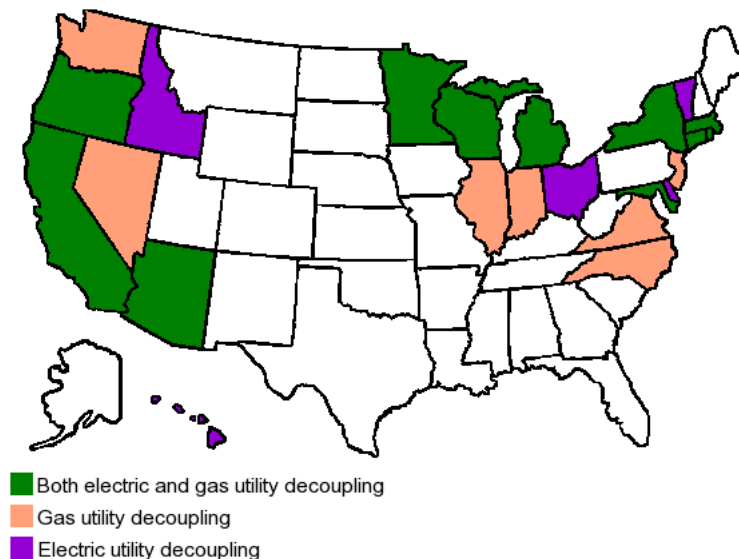 Both electric and gas utility decoupling
Gas utility decoupling
Electric utility decoupling